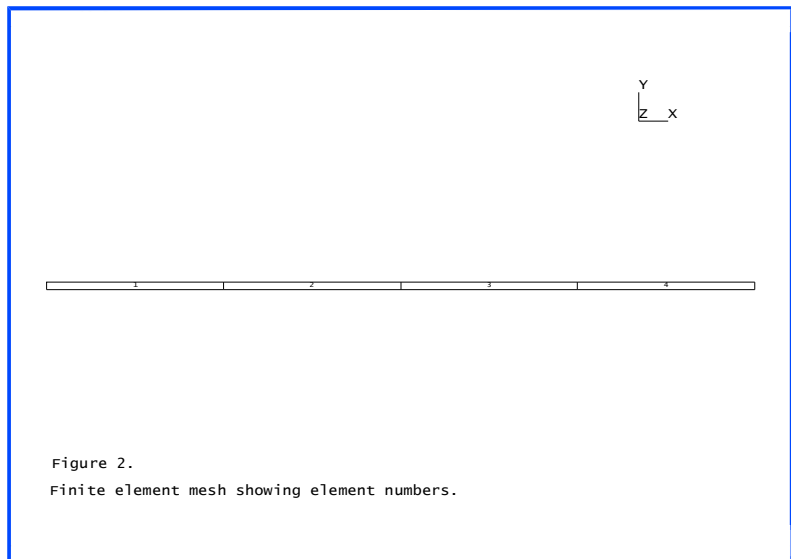 Y
Z X
1 2 3 4
Figure 2.
Finite element mesh showing element numbers.